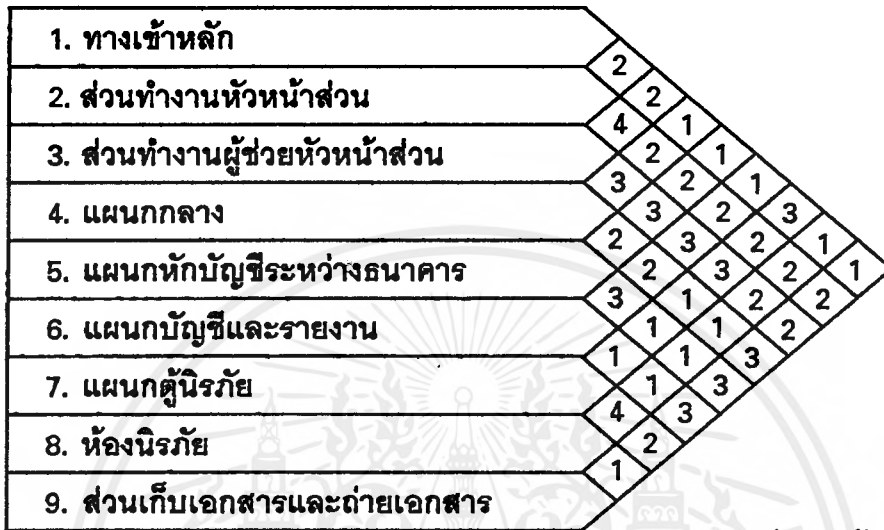 1. ทางเข้าหลัก
2
2. ส่วนทำงานหัวหน้าส่วน
2
4 1
3. ส่วนทำงานผู้ช่วยหัวหน้าส่วน
2 1
3 2 1
4. แผนกกลาง
3 2 3
2 3 2 1
5. แผนกหักบัญชีระหว่างธนาคาร
2 3 2 1
3 1 2 2
6. แผนกบัญชีและรายงาน
1 1 2
1 1 3
7. แผนกตู้นิรภัย
1 3
4 3
8. ห้องนิรภัย
2
1
9. ส่วนเก็บเอกสารและถ่ายเอกสาร